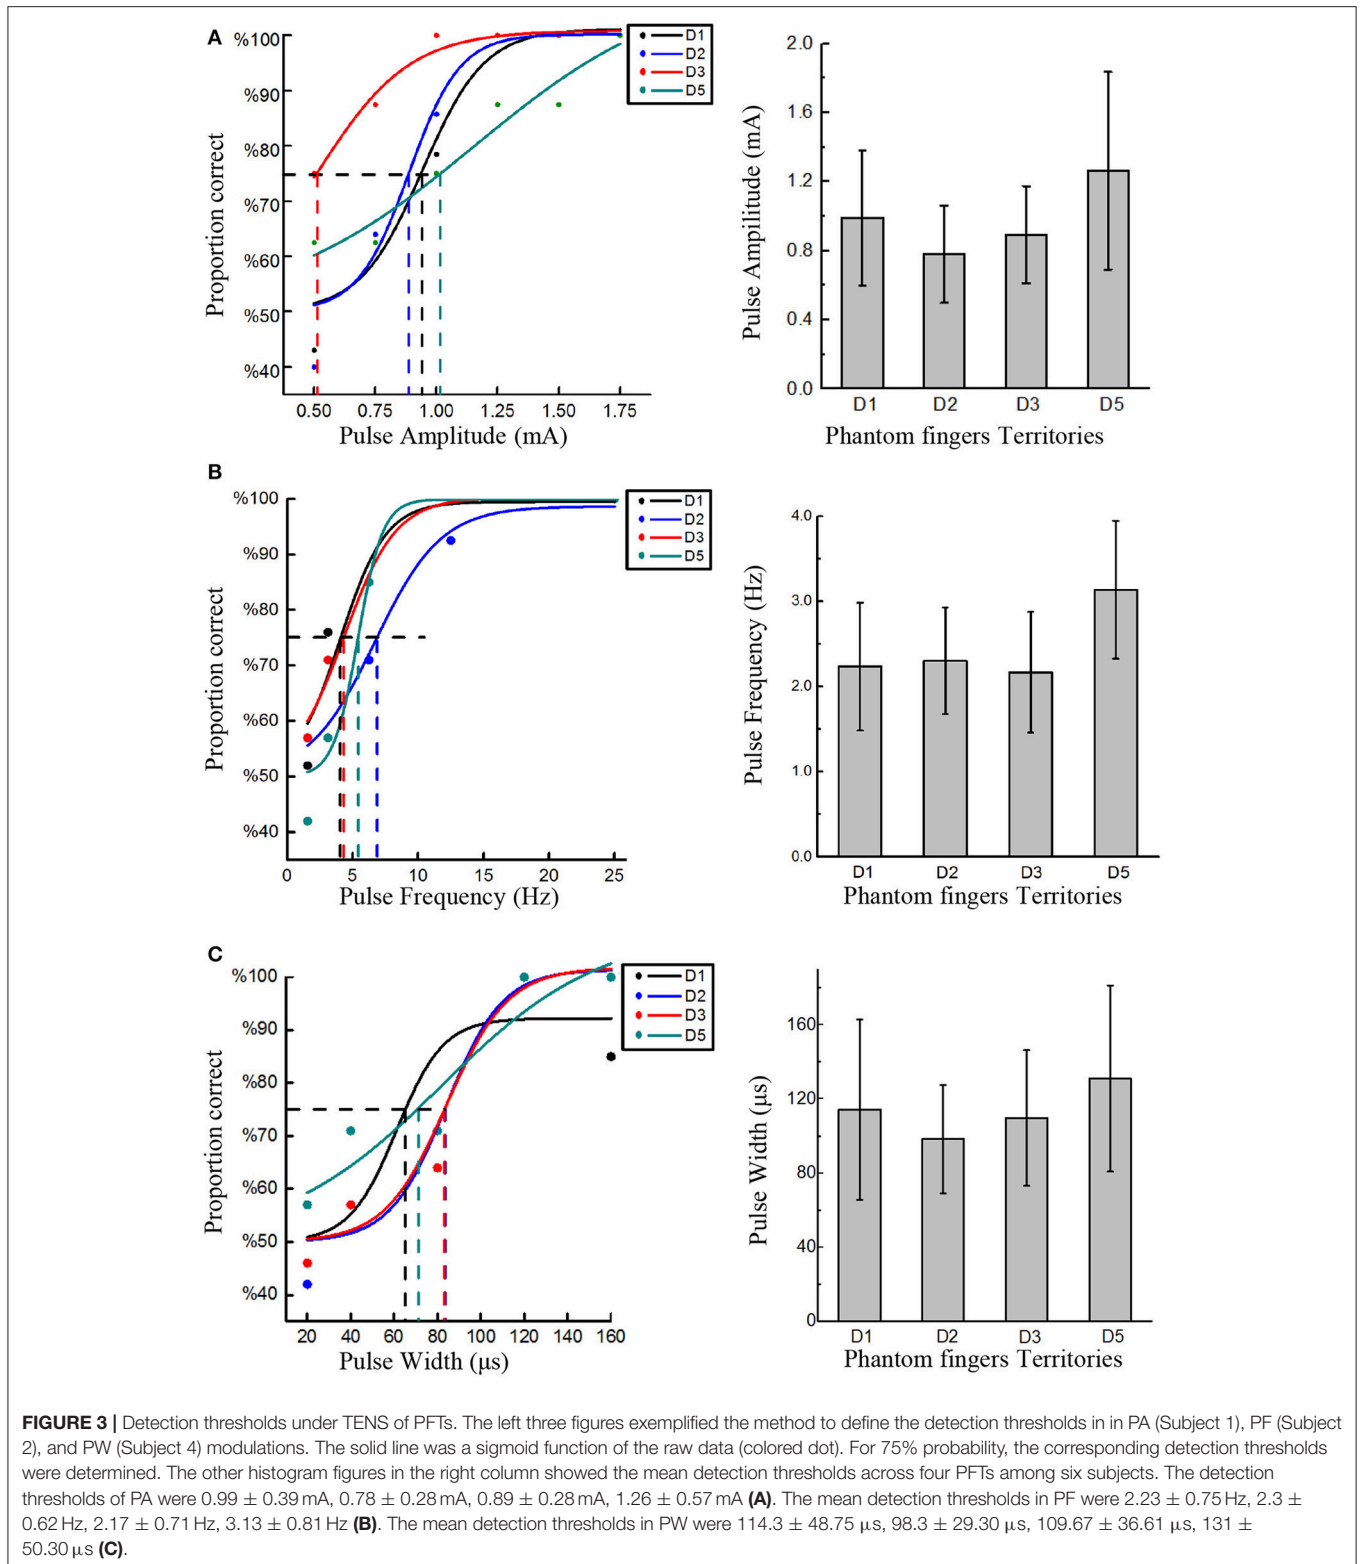 A
%100
%90
%80
%70
%60
%50
%40
Proportion correct
0.50 0.75 1.00 1.25 1.50 1.75
Pulse Amplitude (mA)
D1
D2
D3
D5
2.0
1.6
1.2
0.8
0.4
0.0
Pulse Ampilitude (mA)
D1 D2 D3 D5
Phantom fingers Territories
B
%100
%90
%80
%70
%60
%50
%40
Proportion correct
0 5 10 15 20 25
Pulse Frequency (Hz)
D1
D2
D3
D5
4.0
3.0
2.0
1.0
0.0
Pulse Frequency (Hz)
D1 D2 D3 D5
Phantom fingers Territories
C
%100
%90
%80
%70
%60
%50
%40
Proportion correct
20 40 60 80 100 120 140 160
Pulse Width (μs)
D1
D2
D3
D5
160
120
80
40
0
Pulse Width (μs)
D1 D2 D3 D5
Phantom fingers Territories
FIGURE 3 | Detection thresholds under TENS of PFTs. The left three figures exemplified the method to define the detection thresholds in in PA (Subject 1), PF (Subject
2), and PW (Subject 4) modulations. The solid line was a sigmoid function of the raw data (colored dot). For 75% probability, the corresponding detection thresholds
were determined. The other histogram figures in the right column showed the mean detection thresholds across four PFTs among six subjects. The detection
thresholds of PA were 0.99 ± 0.39 mA, 0.78 ± 0.28 mA, 0.89 ± 0.28 mA, 1.26 ± 0.57 mA (A). The mean detection thresholds in PF were 2.23 ± 0.75 Hz, 2.3 ±
0.62 Hz, 2.17 ± 0.71 Hz, 3.13 ± 0.81 Hz (B). The mean detection thresholds in PW were 114.3 ± 48.75 μs, 98.3 ± 29.30 μs, 109.67 ± 36.61 μs, 131 ±
50.30 μs (C).